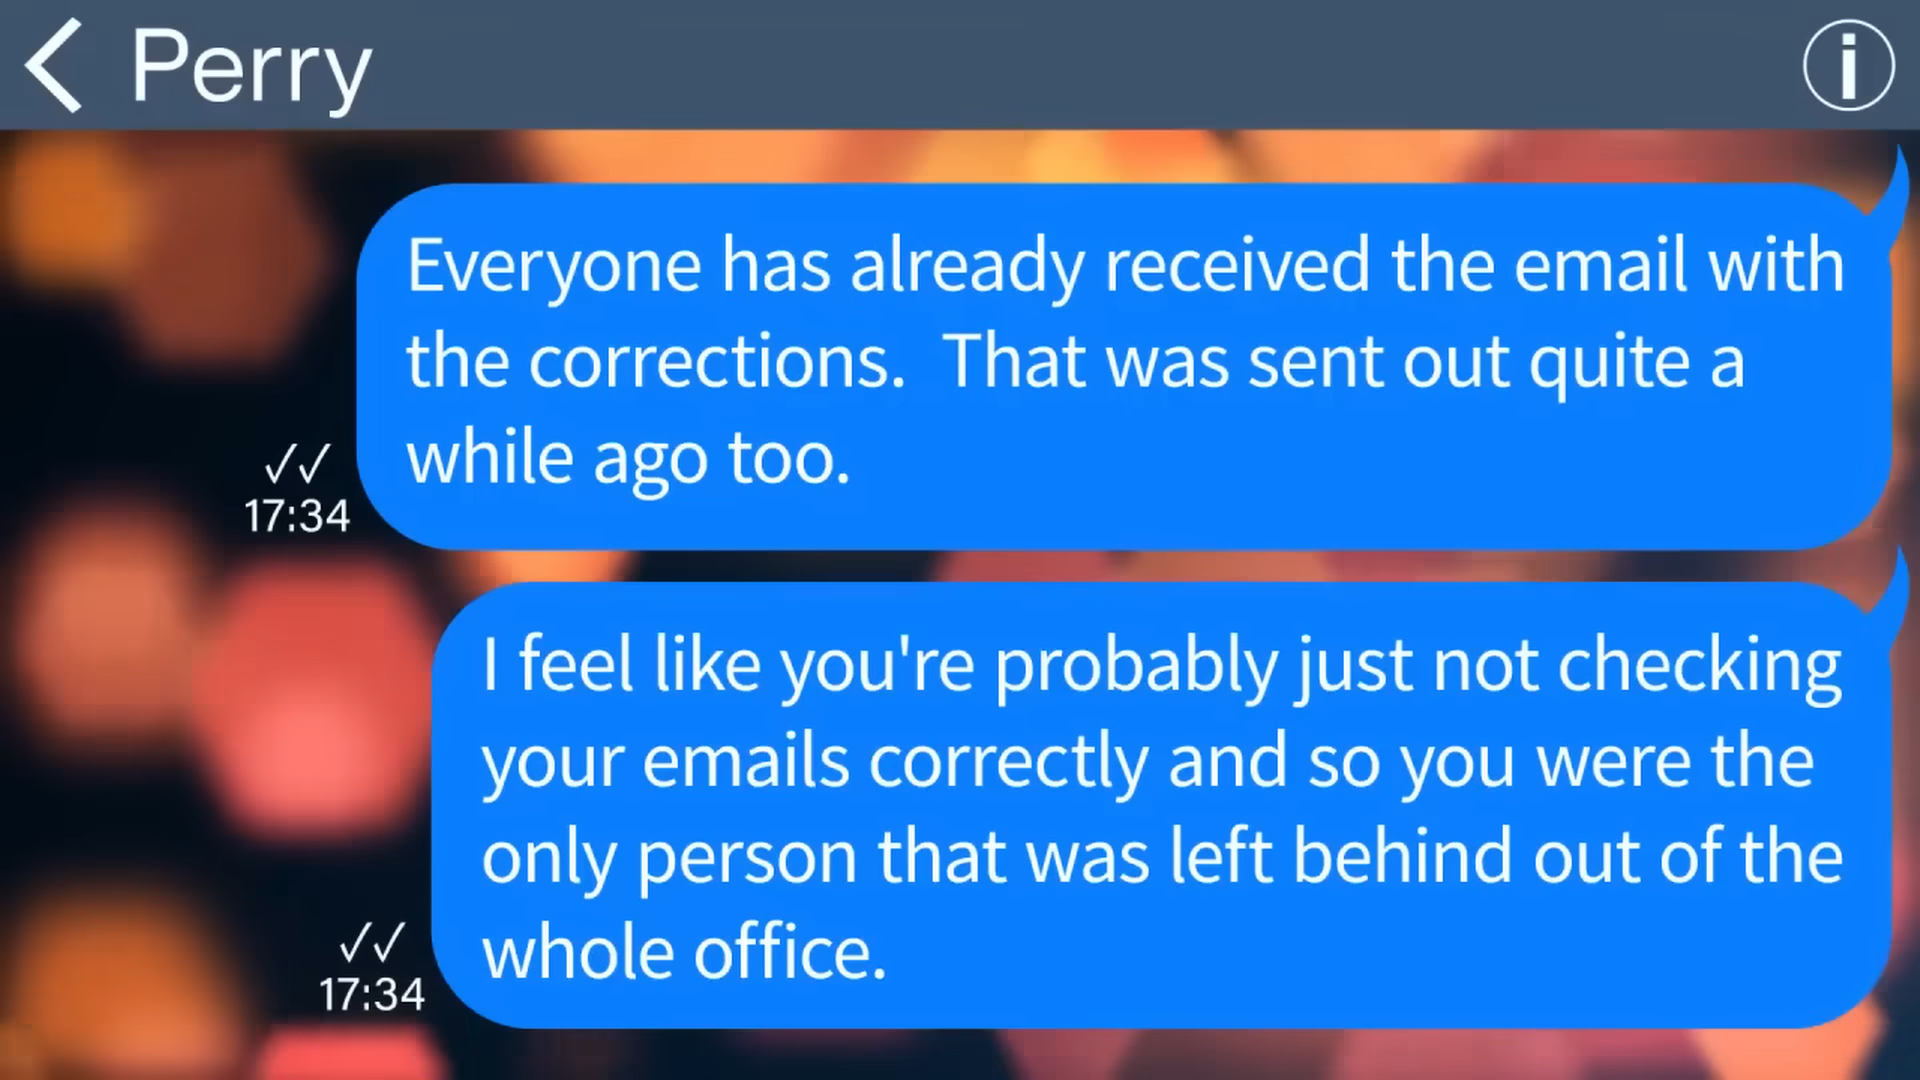 Perry
Everyone has already received the email with
the corrections.  That was sent out quite a
while ago too.
17:34
I feel like you're probably just not checking
your emails correctly and so you were the
only person that was left behind out of the
whole office.
17:34